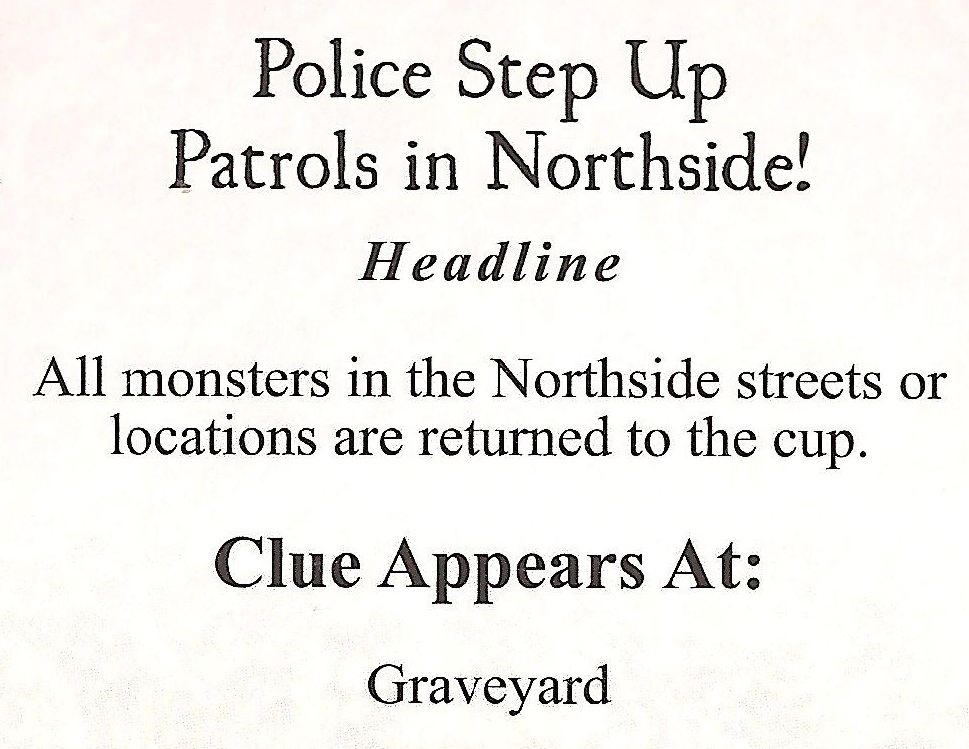 Police Step Up
Patrols in Northside!
Headline
All monsters in the Northside streets or
locations are returned to the cup.
Clue Appears At:
Graveyard